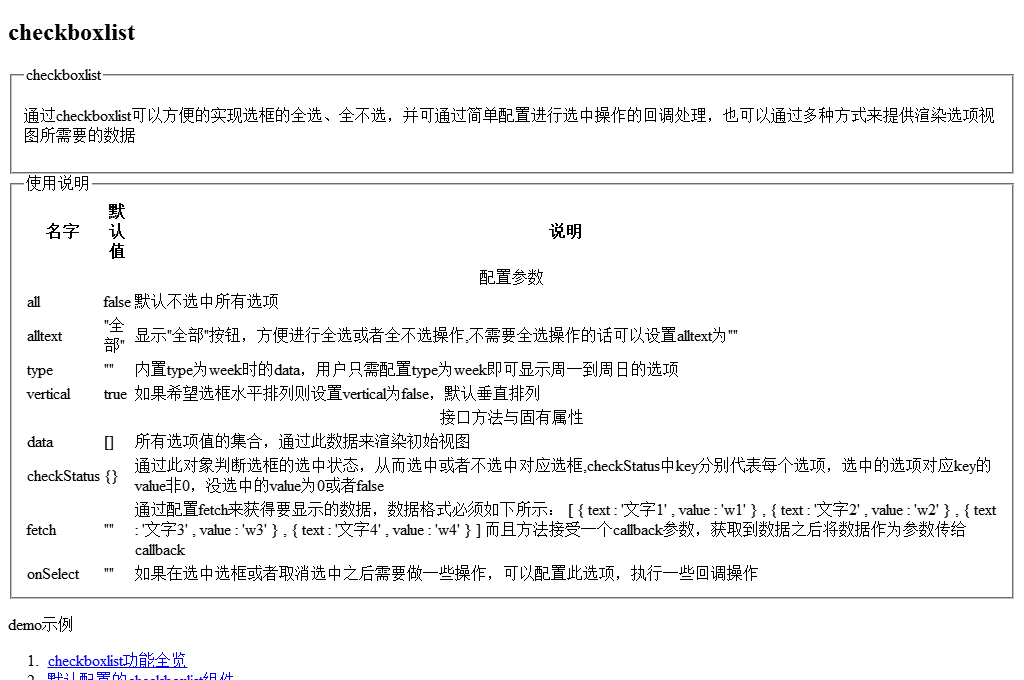 checkboxlist
checkboxlist
通过checkboxlist可以方便的实现选框的全选、全不选，并可通过简单配置进行选中操作的回调处理，也可以通过多种方式来提供渲染选项视
图所需要的数据
使用说明
名字 默认值 说明
配置参数
all false 默认不选中所有选项
alltext "全部" 显示"全部"按钮，方便进行全选或者全不选操作,不需要全选操作的话可以设置alltext为""
type "" 内置type为week时的data，用户只需配置type为week即可显示周一到周日的选项
vertical true 如果希望选框水平排列则设置vertical为false，默认垂直排列
接口方法与固有属性
data [] 所有选项值的集合，通过此数据来渲染初始视图
checkStatus {} 通过此对象判断选框的选中状态，从而选中或者不选中对应选框,checkStatus中key分别代表每个选项，选中的选项对应key的
value非0，没选中的value为0或者false
通过配置fetch来获得要显示的数据，数据格式必须如下所示： [ { text : '文字1' , value : 'w1' } , { text : '文字2' , value : 'w2' } , { text
fetch "" : '文字3' , value : 'w3' } , { text : '文字4' , value : 'w4' } ] 而且方法接受一个callback参数，获取到数据之后将数据作为参数传给
callback
onSelect "" 如果在选中选框或者取消选中之后需要做一些操作，可以配置此选项，执行一些回调操作
demo示例
1. checkboxlist功能全览
2. 默认配置的checkboxlist组件